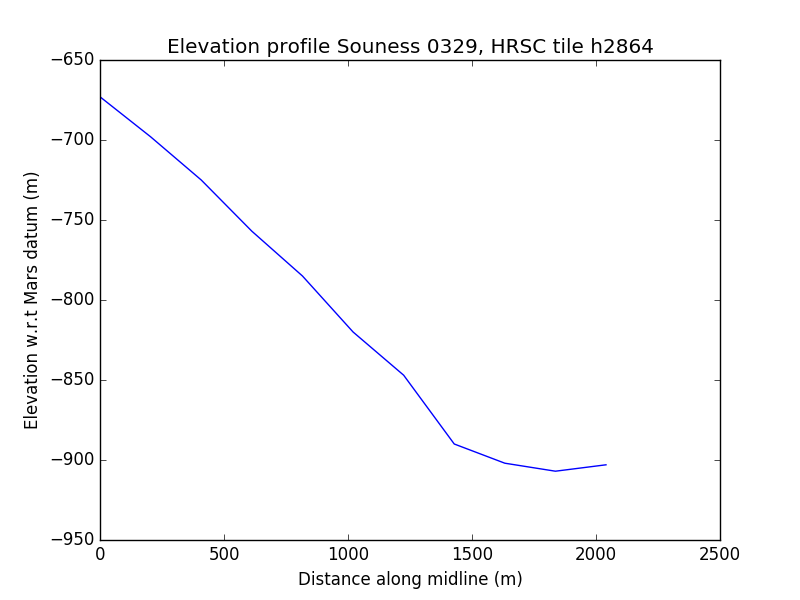 Elevation profile Souness 0329, HRSC tile h2864
−650
−700
−750
−800
−850
−900
−950
Elevation w.r.t Mars datum (m)
0 500 1000 1500 2000 2500
Distance along midline (m)